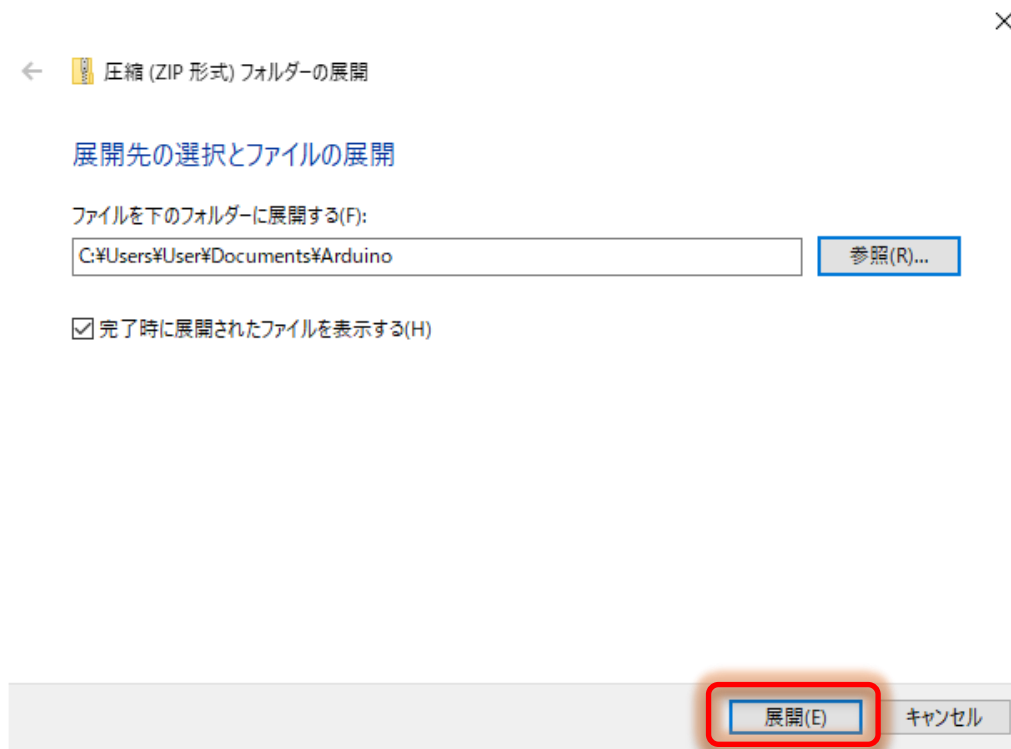 圧縮 (ZIP 形式) フォルダーの展開
展開先の選択とファイルの展開
ファイルを下のフォルダーに展開する(F):
C:¥Users¥User¥Documents¥Arduino
参照(R)...
完了時に展開されたファイルを表示する(H)
展開(E)
キャンセル